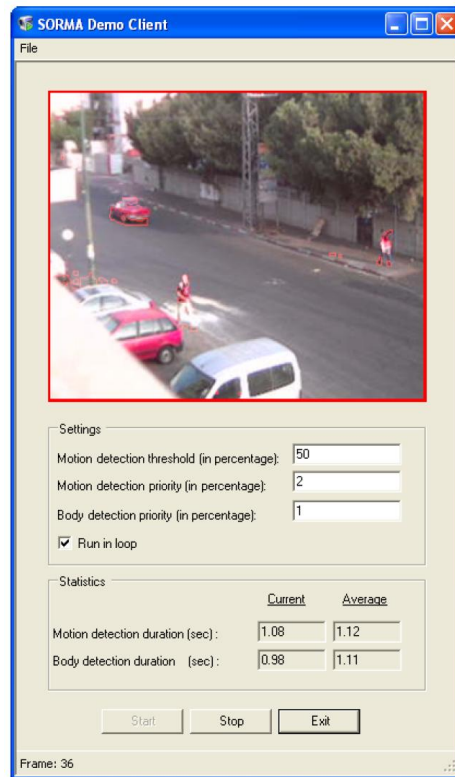 SORMA Demo Client
File
Settings
Motion detection threshold (in percentage): 50
Motion detection priority (in percentage): 2
Body detection priority (in percentage): 1
Run in loop
Statistics
Current Average
Motion detection duration (sec) : 1.08 1.12
Body detection duration (sec) : 0.98 1.11
Start Stop Exit
Frame: 36